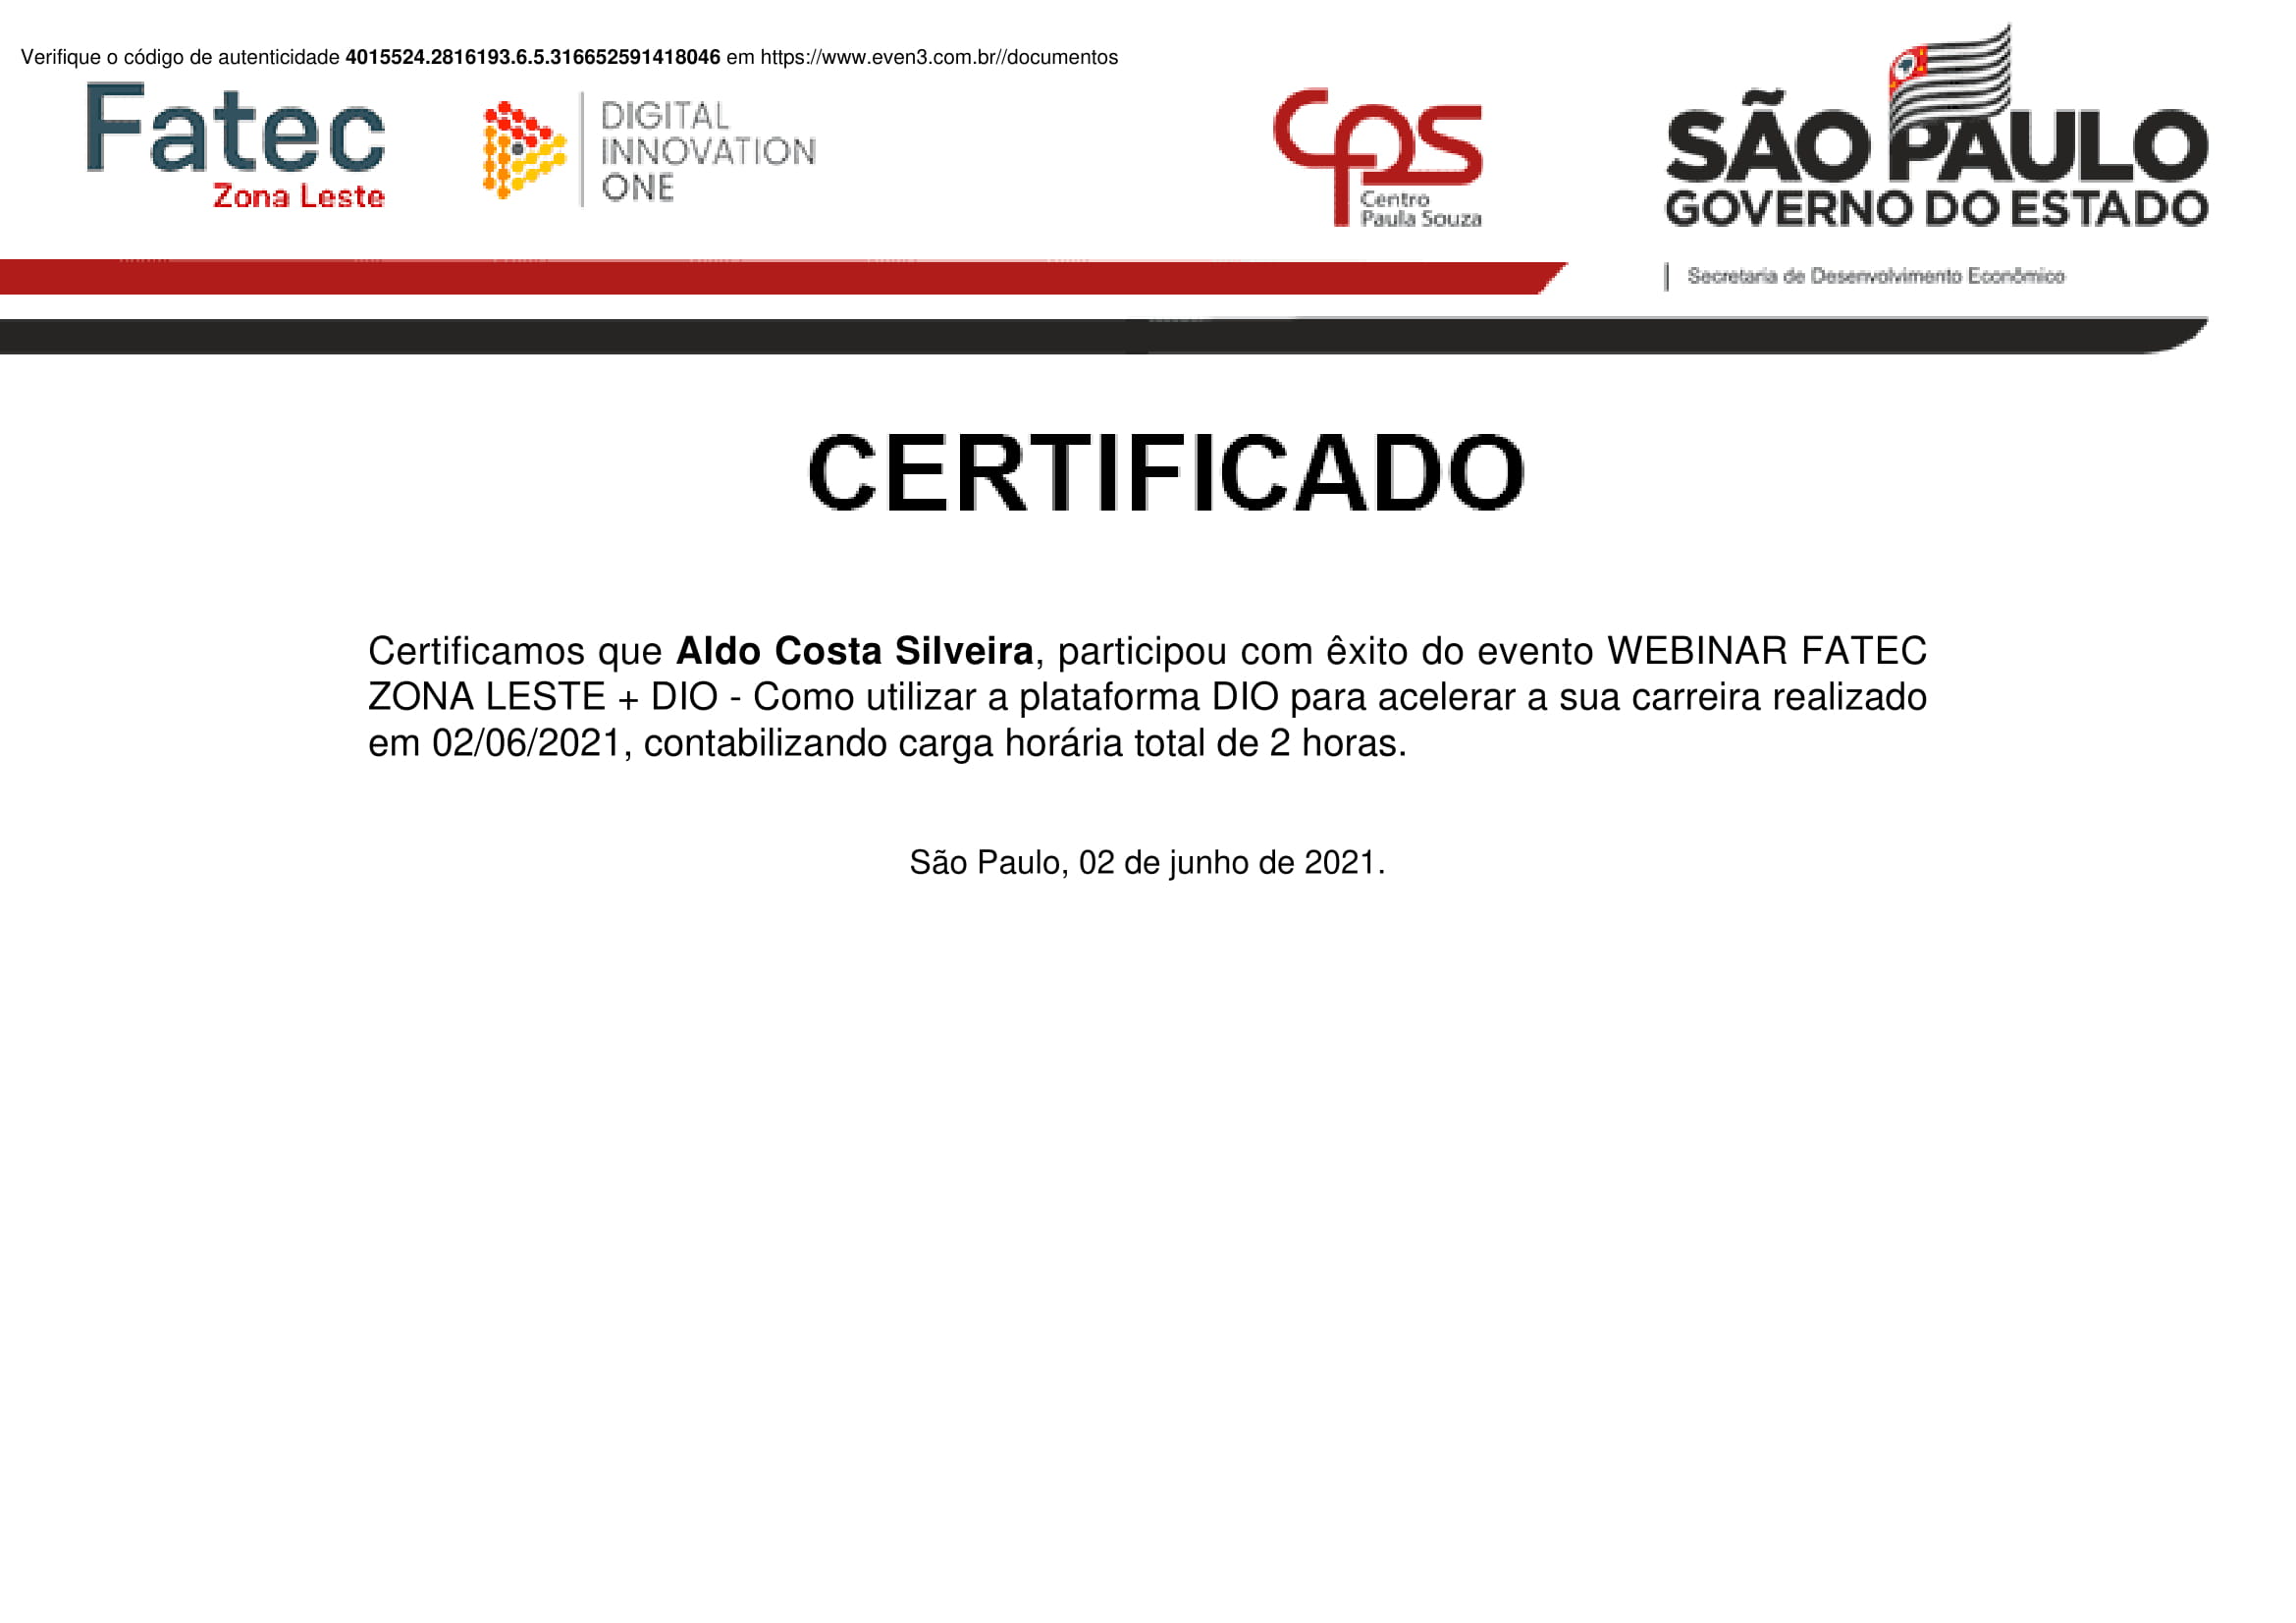 Verifique o código de autenticidade 4015524.2816193.6.5.316652591418046 em https://www.even3.com.br//documentos
Fatec
Zona Leste
DIGITAL
INNOVATION
ONE
cps
Centro
Paula Souza
SÃO PAULO
GOVERNO DO ESTADO
Secretaria de Desenvolvimento Econômico
CERTIFICADO
Certificamos que Aldo Costa Silveira, participou com êxito do evento WEBINAR FATEC
ZONA LESTE + DIO - Como utilizar a plataforma DIO para acelerar a sua carreira realizado
em 02/06/2021, contabilizando carga horária total de 2 horas.
São Paulo, 02 de junho de 2021.